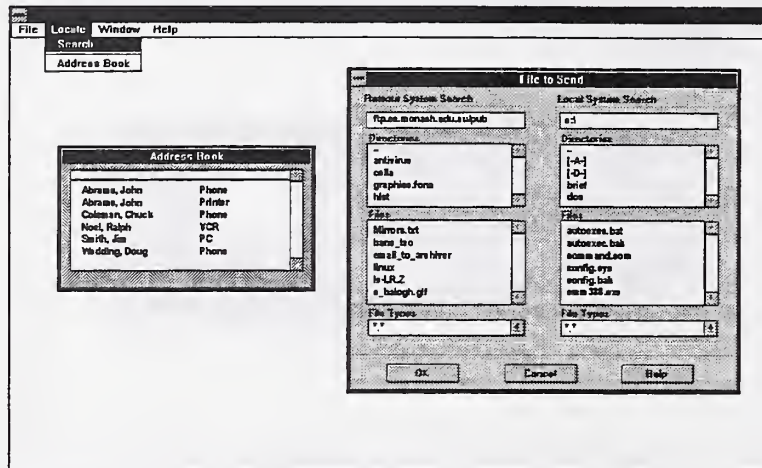 File Locate Window Help
Search
Address Book
Address Book
Abrams, John Phone
Abrams, John Printer
Coleman, Chuck Phone
Noel, Ralph VCR
Smith, Jim PC
Wedding, Doug Phone
File to Send
Remote System Search
ftp.cs.monash.edu.au/pub
Directories
..
antivirus
cella
graphics.fona
hist
Files
Mirrors.txt
bans_tso
email_to_archiver
linux
ls-LR.Z
s_balogh.gif
File Types
*.*
Local System Search
c:\
Directories
..
[-A-]
[-D-]
brief
dos
Files
autoexec.bat
autoexec.bak
command.com
config.sys
config.bak
emm386.exe
File Types
*.*
OK Cancel Help